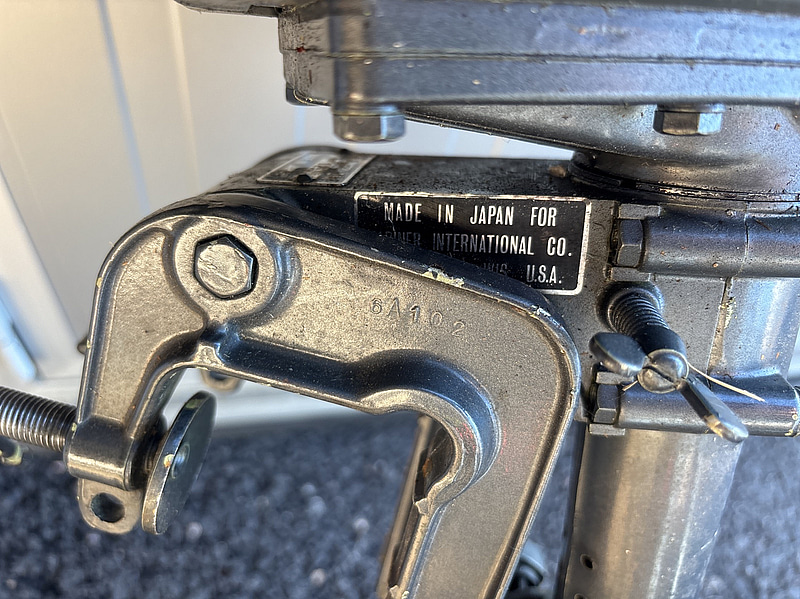 MADE IN JAPAN FOR
INTERNATIONAL CO.
U.S.A.
6A102